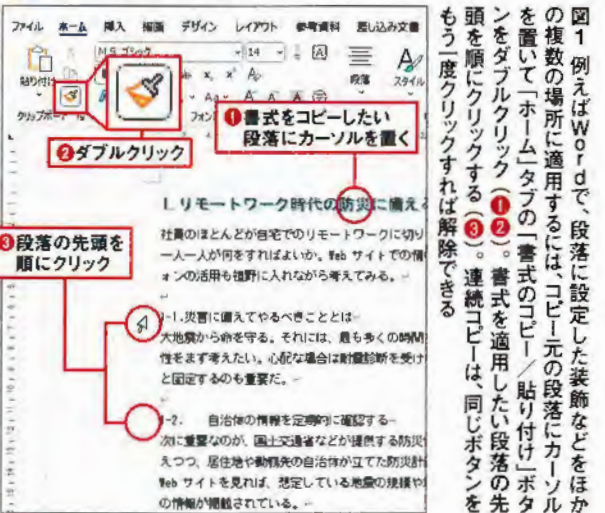 ファイル ホーム 挿入 描画 デザイン レイアウト 参考資料 差し込み文書
MS ゴシック 14
貼り付け
クリップボード
フォン
段落
スタイル
❶書式をコピーしたい
段落にカーソルを置く
❷ダブルクリック
1. リモートワーク時代の防災に備える
社員のほとんどが自宅でのリモートワークに切り
一人一人が何をすればよいか。Web サイトでの情
ォンの活用も視野に入れながら考えてみる。
❸段落の先頭を
順にクリック
1-1.災害に備えてやるべきこととは
大地震から命を守る。それには、最も多くの時間
性をまず考えたい。心配な場合は耐震診断を受け
と固定するのも重要だ。
1-2. 自治体の情報を定期的に確認する
次に重要なのが、国土交通省などが提供する防災
えつつ、居住地や勤務先の自治体が立てた防災計
Web サイトを見れば、想定している地震の規模や
の情報が掲載されている。
図1 例えばWordで、段落に設定した装飾などをほか
の複数の場所に適用するには、コピー元の段落にカーソル
を置いて「ホーム」タブの「書式のコピー／貼り付け」ボタ
ンをダブルクリック（❶❷）。書式を適用したい段落の先
頭を順にクリックする（❸）。連続コピーは、同じボタンを
もう一度クリックすれば解除できる